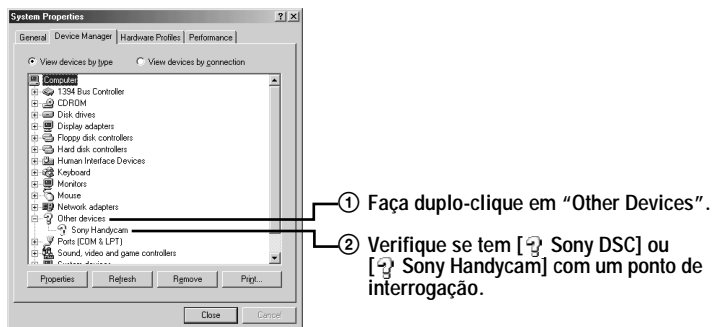 System Properties
General Device Manager Hardware Profiles Performance
View devices by type View devices by connection
Computer
1394 Bus Controller
CDROM
Disk drives
Display adapters
Floppy disk controllers
Hard disk controllers
Human Interface Devices
Keyboard
Monitors
Mouse
Network adapters
Other devices
Sony Handycam
Ports (COM & LPT)
Sound, video and game controllers
Properties Refresh Remove Print...
Close Cancel
① Faça duplo-clique em “Other Devices”.
② Verifique se tem [? Sony DSC] ou
[? Sony Handycam] com um ponto de
interrogação.